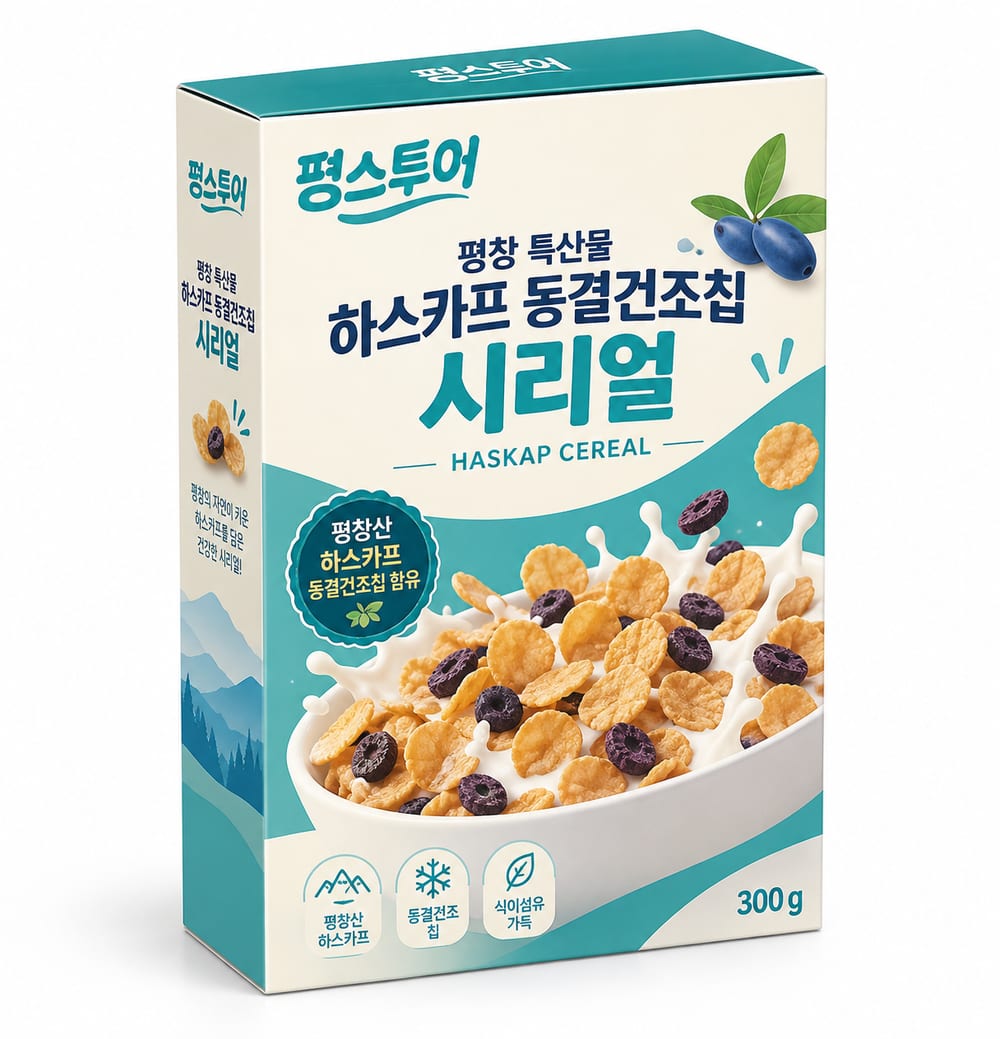 평스투어
평스투어
평창 특산물
하스카프 동결건조칩
시리얼
HASKAP CEREAL
평창산
하스카프
동결건조칩 함유
평창산
하스카프
동결건조
칩
식이섬유
가득
300g
평스투어
평창 특산물
하스카프 동결건조칩
시리얼
평창의 자연이 키운
하스커프를 담은
건강한 시리얼!